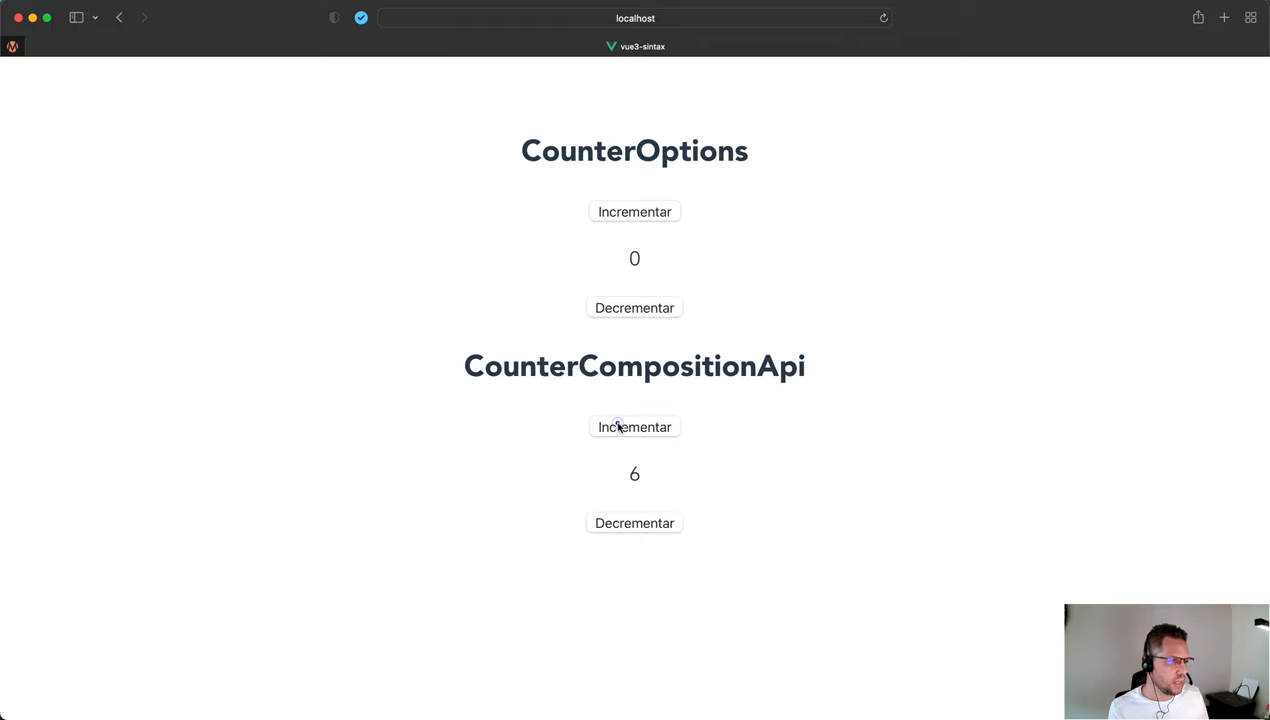 localhost
vue3-sintax
CounterOptions
Incrementar
0
Decrementar
CounterCompositionApi
Incrementar
6
Decrementar